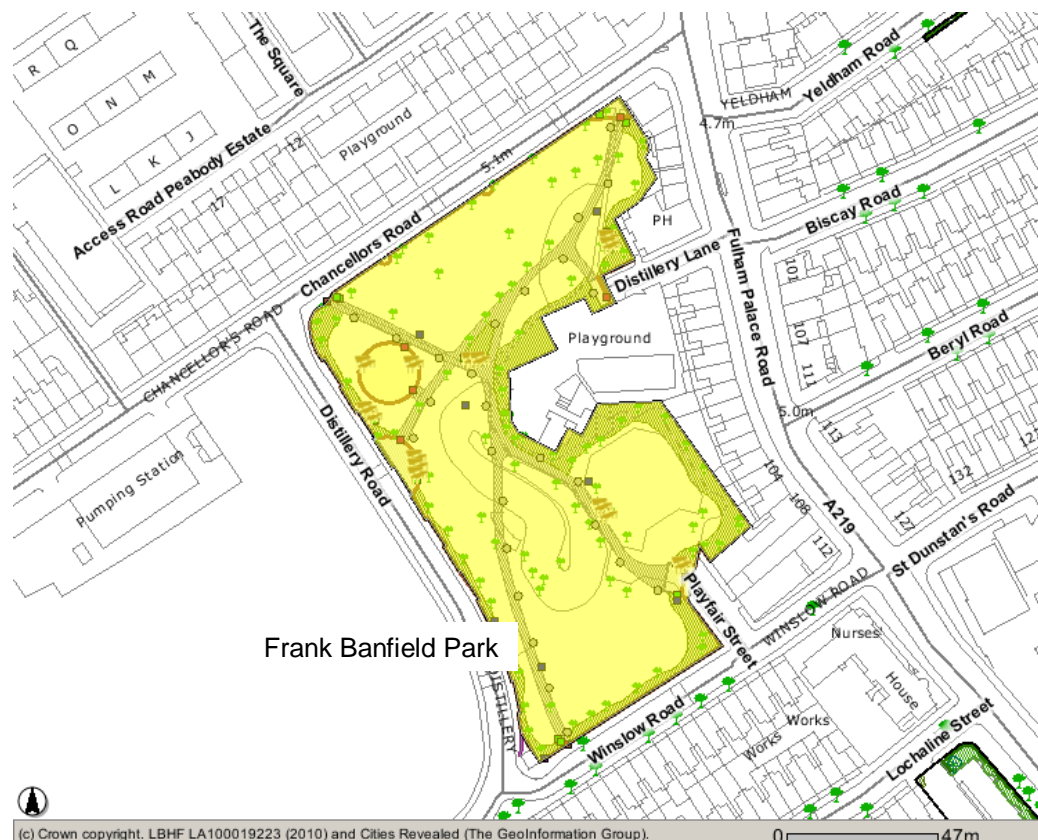 R Q
The Square
O N M
L K J
Access Road Peabody Estate
17
12
Playground
5.1m
Chancellors Road
CHANCELLOR'S ROAD
Pumping Station
Distillery Road
DISTILLERY
YELDHAM
Yeldham Road
4.7m
PH
Biscay Road
Distillery Lane
Fulham Palace Road
101
107
111
Playground
Beryl Road
5.0m
113
104
108
112
A219
127
132
St Dunstan's Road
WINSLOW ROAD
Playfair Street
Frank Banfield Park
Winslow Road
Nurses'
House
Works
Works
Lochaline Street
(c) Crown copyright. LBHF LA100019223 (2010) and Cities Revealed (The GeoInformation Group).
0 47m